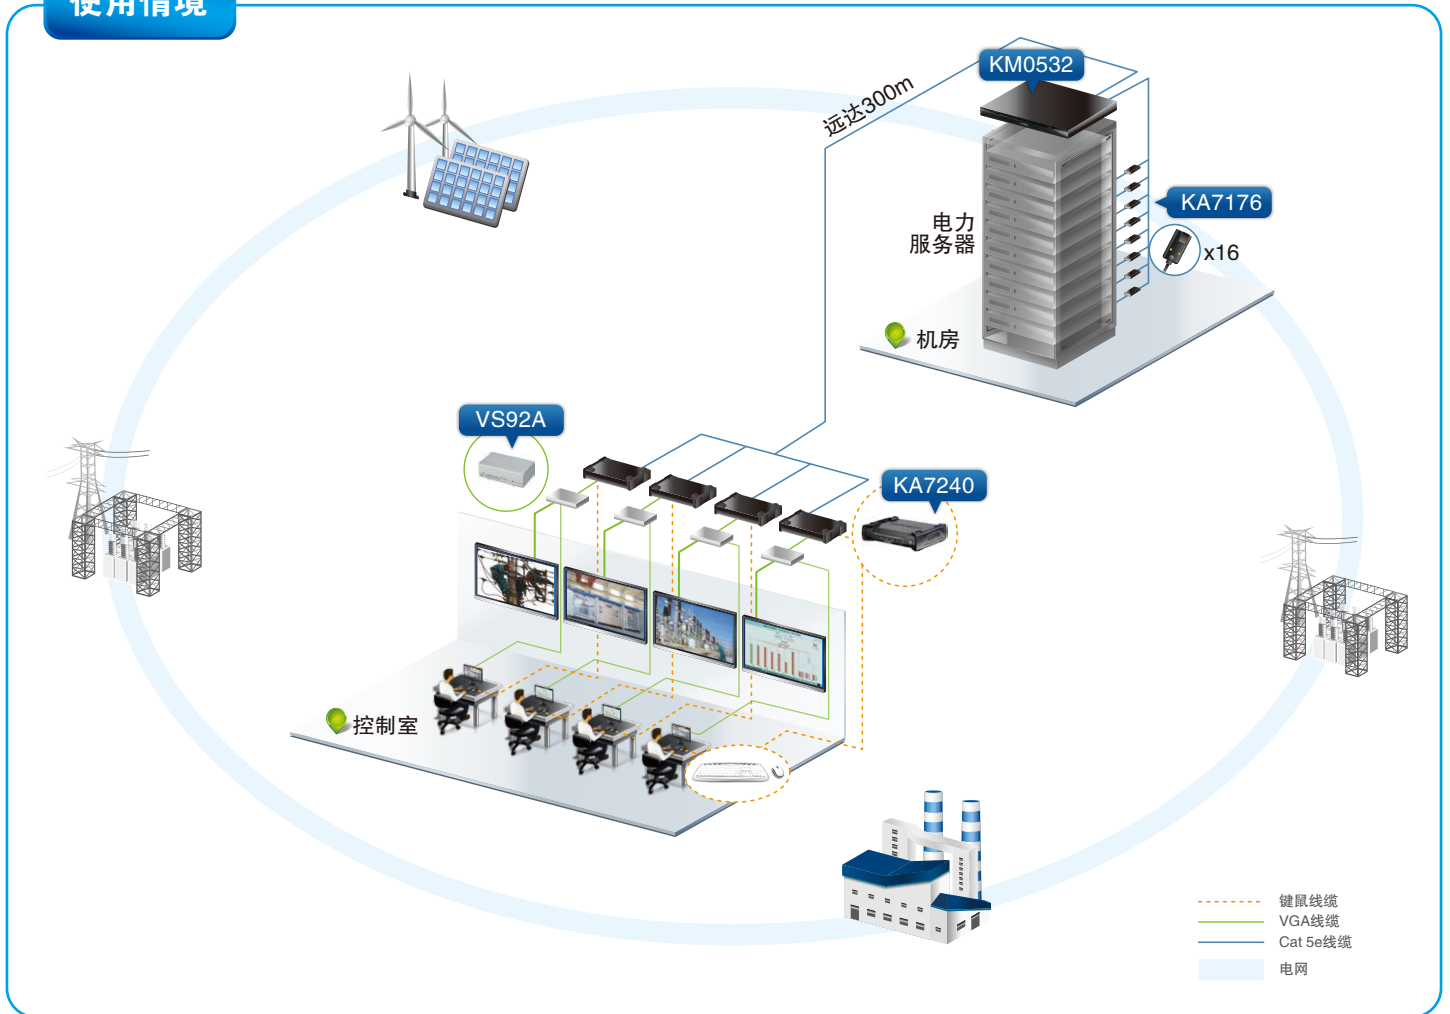 使用情境
KM0532
远达300m
KA7176
x16
电力
服务器
机房
VS92A
KA7240
控制室
键鼠线缆
VGA线缆
Cat 5e线缆
电网